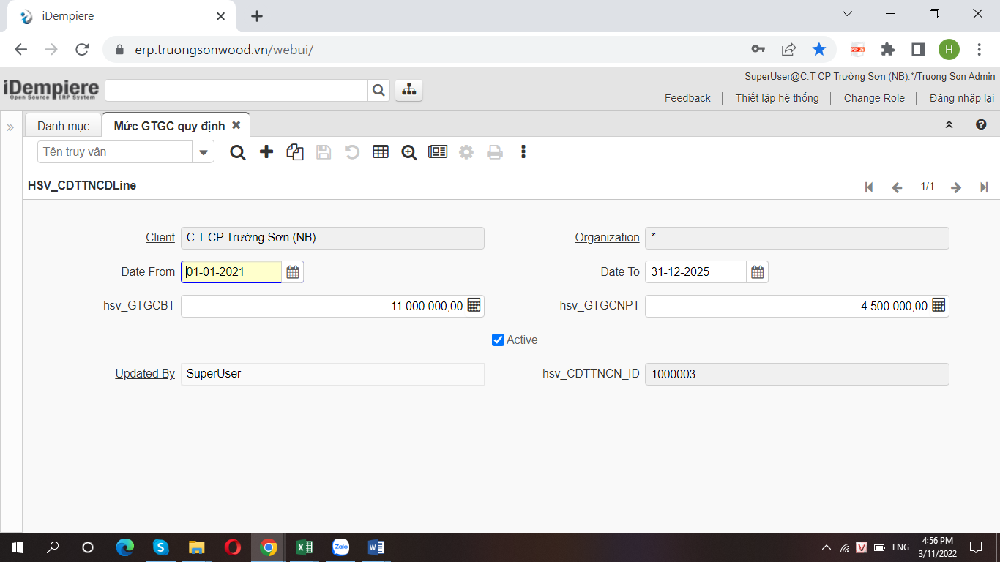 iDempiere
erp.truongsonwood.vn/webui/
PDF JS
H
iDempiere
Open Source ERP System
SuperUser@C.T CP Trường Sơn (NB).*/Truong Son Admin
Feedback
Thiết lập hệ thống
Change Role
Đăng nhập lại
Danh mục
Mức GTGC quy định
Tên truy vấn
HSV_CDTTNCDLine
1/1
Client
C.T CP Trường Sơn (NB)
Organization
*
Date From
01-01-2021
Date To
31-12-2025
hsv_GTGCBT
11.000.000,00
hsv_GTGCNPT
4.500.000,00
Active
Updated By
SuperUser
hsv_CDTTNCN_ID
1000003
Zalo
V
ENG
4:56 PM
3/11/2022